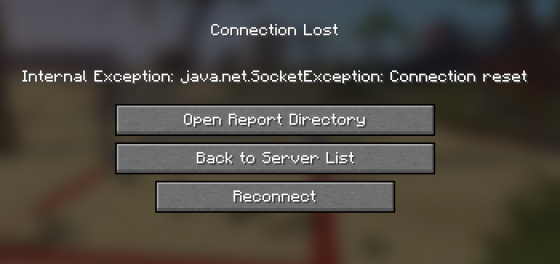 Connection Lost
Internal Exception: java.net.SocketException: Connection reset
Open Report Directory
Back to Server List
Reconnect